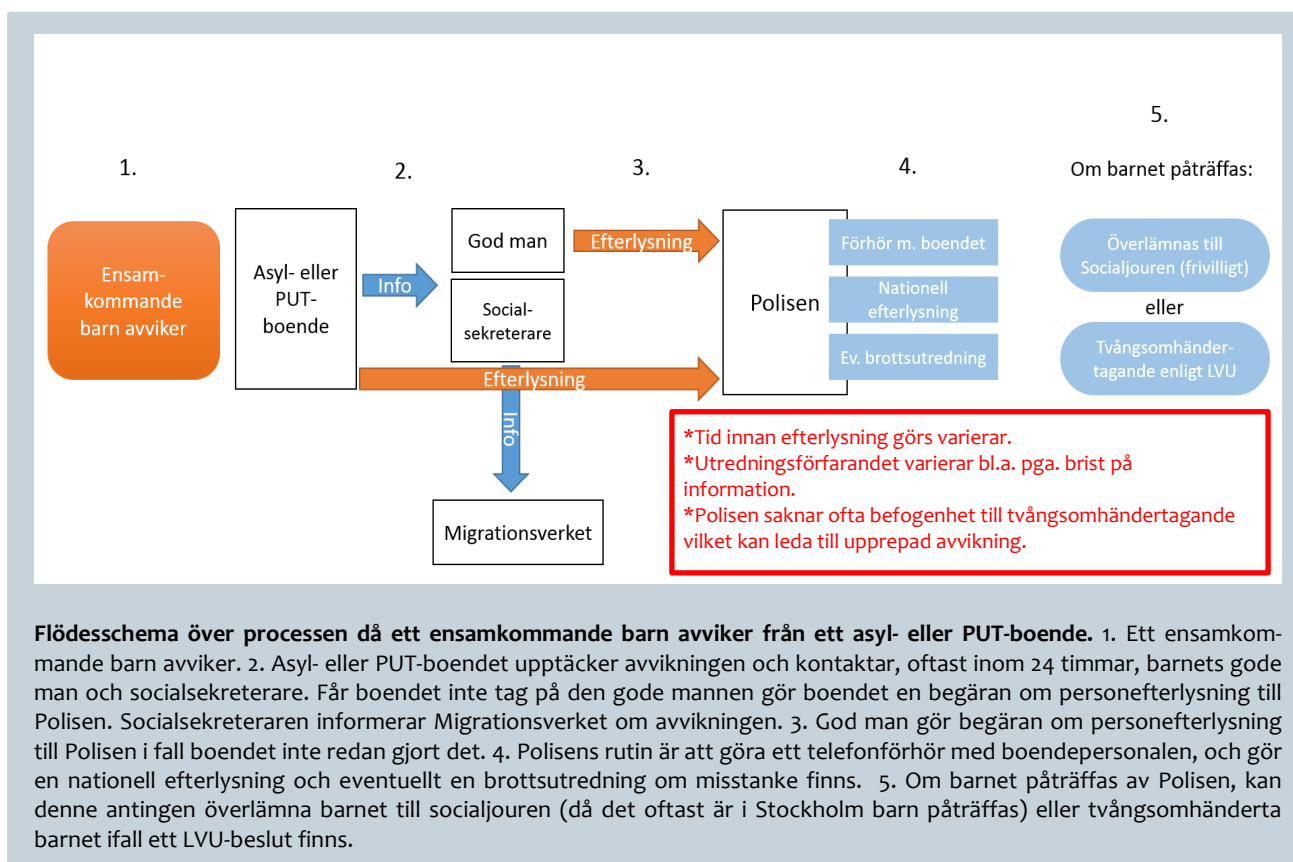 5.
1.
2.
3.
4.
Om barnet påträffas:
Ensam-
kommande
barn avviker
Asyl- eller
PUT-
boende
Info
God man
Social-
sekreterare
Efterlysning
Efterlysning
Info
Migrationsverket
Polisen
Förhör m. boendet
Nationell
efterlysning
Ev. brottsutredning
Överlämnas till
Socialjouren (frivilligt)
eller
Tvångsomhänder-
tagande enligt LVU
*Tid innan efterlysning görs varierar.
*Utredningsförfarandet varierar bl.a. pga. brist på
information.
*Polisen saknar ofta befogenhet till tvångsomhändertagande
vilket kan leda till upprepad avvikning.
Flödesschema över processen då ett ensamkommande barn avviker från ett asyl- eller PUT-boende. 1. Ett ensamkom-
mande barn avviker. 2. Asyl- eller PUT-boendet upptäcker avvikningen och kontaktar, oftast inom 24 timmar, barnets gode
man och socialsekreterare. Får boendet inte tag på den gode mannen gör boendet en begäran om personefterlysning till
Polisen. Socialsekreteraren informerar Migrationsverket om avvikningen. 3. God man gör begäran om personefterlysning
till Polisen i fall boendet inte redan gjort det. 4. Polisens rutin är att göra ett telefonförhör med boendepersonalen, och gör
en nationell efterlysning och eventuellt en brottsutredning om misstanke finns. 5. Om barnet påträffas av Polisen, kan
denne antingen överlämna barnet till socialjouren (då det oftast är i Stockholm barn påträffas) eller tvångsomhänderta
barnet ifall ett LVU-beslut finns.